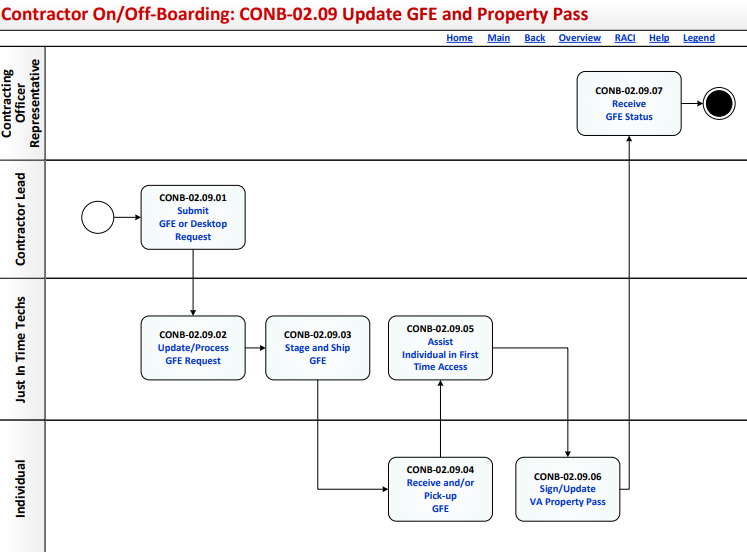 Contractor On/Off-Boarding: CONB-02.09 Update GFE and Property Pass
Home Main Back Overview RACI Help Legend
Contracting
Officer
Representative
CONB-02.09.07
Receive
GFE Status
Contractor Lead
CONB-02.09.01
Submit
GFE or Desktop
Request
Just In Time Techs
CONB-02.09.02
Update/Process
GFE Request
CONB-02.09.03
Stage and Ship
GFE
CONB-02.09.05
Assist
Individual in First
Time Access
Individual
CONB-02.09.04
Receive and/or
Pick-up
GFE
CONB-02.09.06
Sign/Update
VA Property Pass